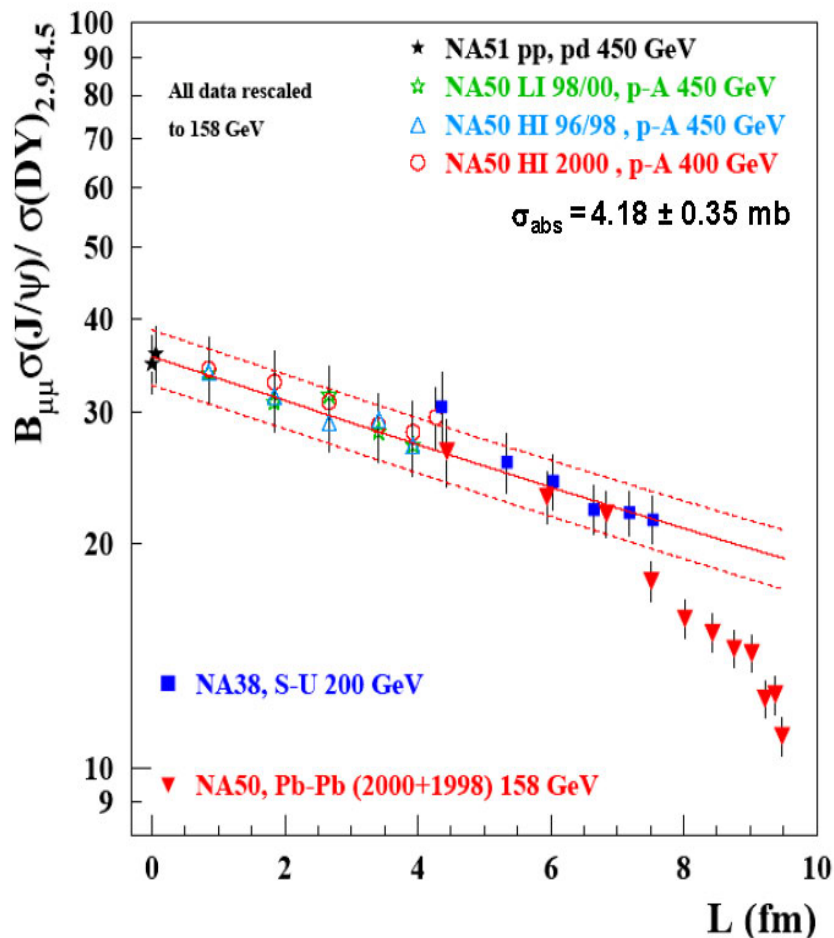 B_μμσ(J/ψ)/ σ(DY)_2.9-4.5
100
90
80
70
60
50
40
30
20
10
9
★ NA51 pp, pd 450 GeV
☆ NA50 LI 98/00, p-A 450 GeV
△ NA50 HI 96/98 , p-A 450 GeV
○ NA50 HI 2000 , p-A 400 GeV
All data rescaled
to 158 GeV
σ_abs = 4.18 ± 0.35 mb
■ NA38, S-U 200 GeV
▼ NA50, Pb-Pb (2000+1998) 158 GeV
0 2 4 6 8 10
L (fm)